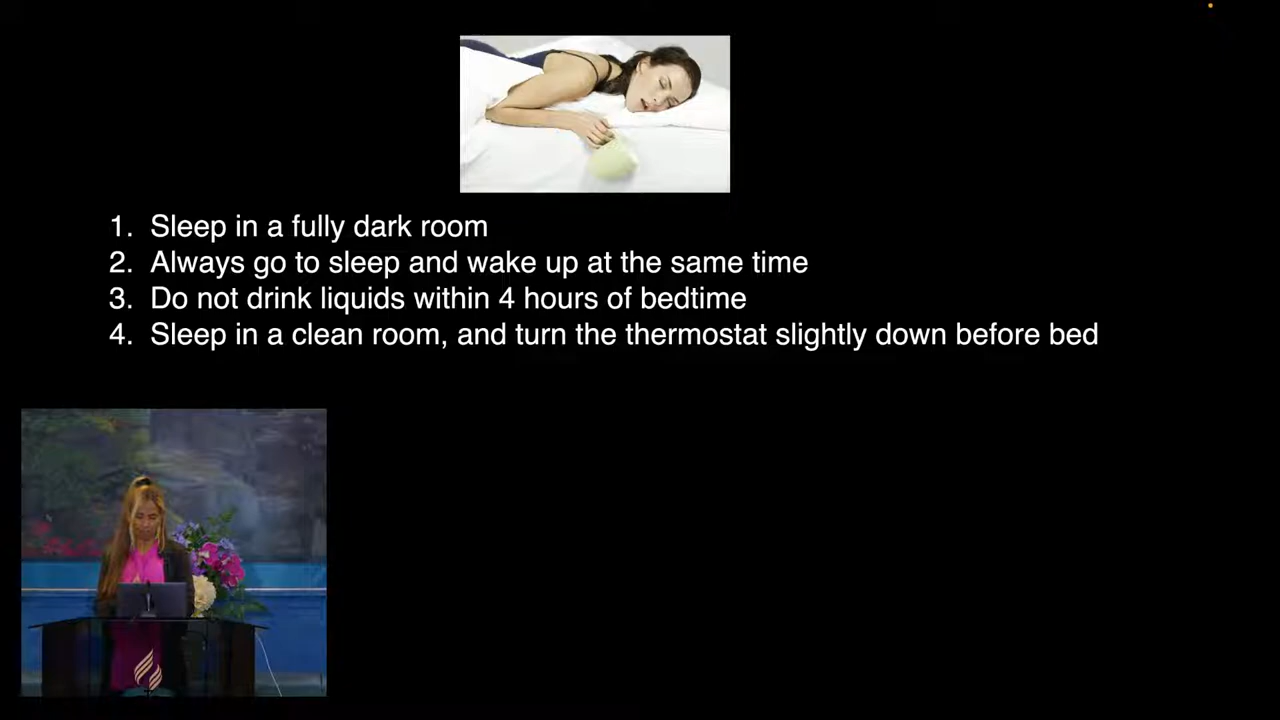 1. Sleep in a fully dark room
2. Always go to sleep and wake up at the same time
3. Do not drink liquids within 4 hours of bedtime
4. Sleep in a clean room, and turn the thermostat slightly down before bed